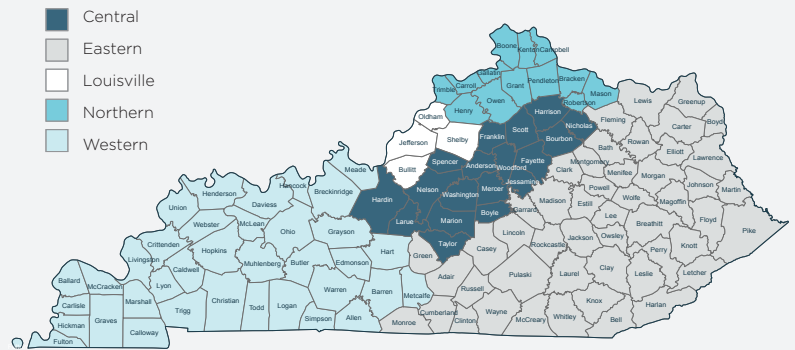 Central
Eastern
Louisville
Northern
Western
Boone
Kenton
Campbell
Gallatin
Carroll
Trimble
Grant
Pendleton
Bracken
Mason
Robertson
Owen
Henry
Oldham
Jefferson
Shelby
Bullitt
Harrison
Nicholas
Scott
Franklin
Bourbon
Fayette
Woodford
Anderson
Spencer
Jessamine
Mercer
Washington
Nelson
Hardin
Larue
Marion
Boyle
Taylor
Lewis
Greenup
Fleming
Carter
Boyd
Rowan
Bath
Elliott
Lawrence
Montgomery
Menifee
Morgan
Clark
Powell
Wolfe
Magoffin
Johnson
Martin
Madison
Estill
Lee
Breathitt
Floyd
Pike
Garrard
Lincoln
Rockcastle
Jackson
Owsley
Perry
Knott
Letcher
Casey
Green
Adair
Russell
Pulaski
Laurel
Clay
Leslie
Harlan
Knox
Bell
Whitley
McCreary
Wayne
Clinton
Cumberland
Monroe
Meade
Breckinridge
Hancock
Daviess
Henderson
Union
Webster
McLean
Ohio
Grayson
Hart
Crittenden
Hopkins
Muhlenberg
Butler
Edmonson
Livingston
Caldwell
Lyon
Warren
Barren
Metcalfe
Christian
Todd
Logan
Simpson
Allen
Trigg
Ballard
McCracken
Marshall
Carlisle
Graves
Calloway
Hickman
Fulton